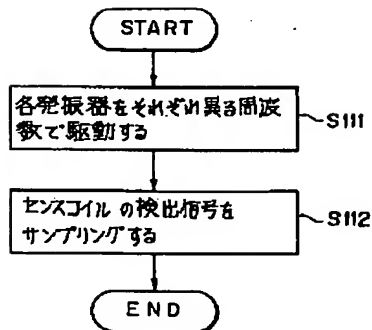 START
各発振器をそれぞれ異る周波
数で駆動する
S111
センスコイルの検出信号を
サンプリングする
S112
END